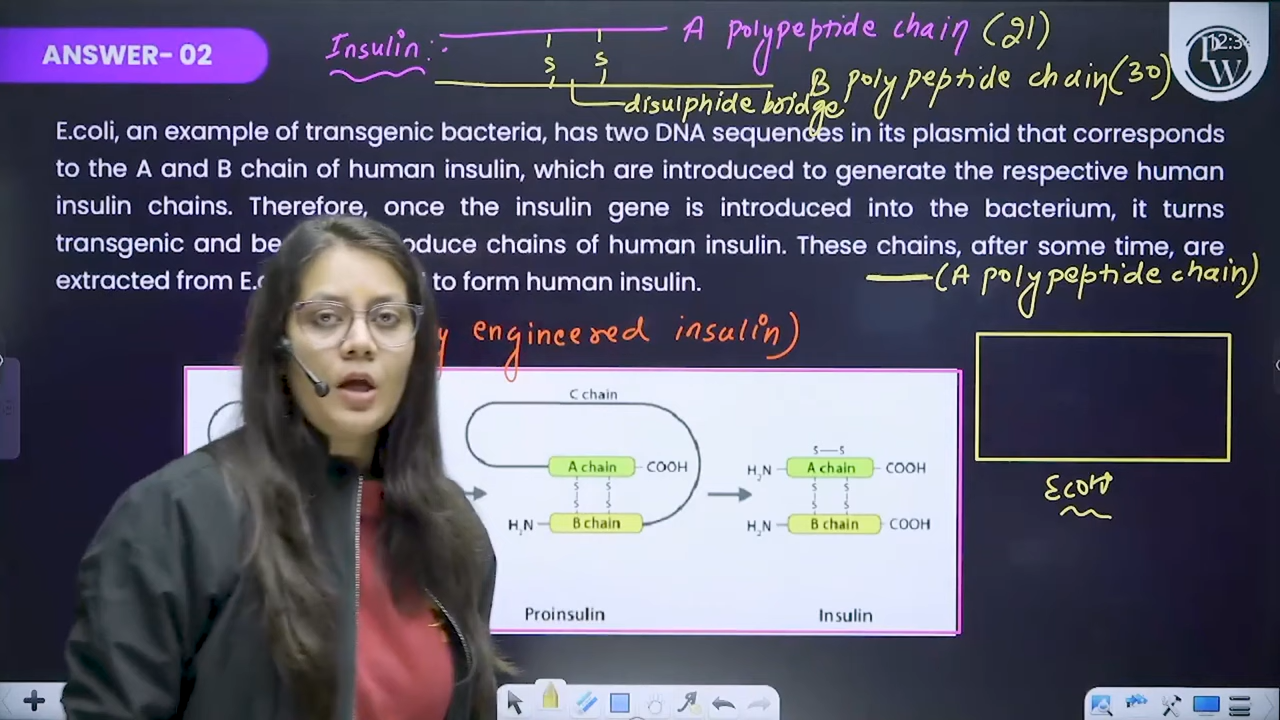 ANSWER- 02
Insulin:
A polypeptide chain (21)
S S
B polypeptide chain (30)
disulphide bridge
PW
E.coli, an example of transgenic bacteria, has two DNA sequences in its plasmid that corresponds
to the A and B chain of human insulin, which are introduced to generate the respective human
insulin chains. Therefore, once the insulin gene is introduced into the bacterium, it turns
transgenic and be oduce chains of human insulin. These chains, after some time, are
extracted from E.c to form human insulin.
(A polypeptide chain)
y engineered insulin)
C chain
A chain COOH
S S
S S
H₂N B chain
Proinsulin
S—S
H₂N A chain COOH
S S
S S
H₂N B chain COOH
Insulin